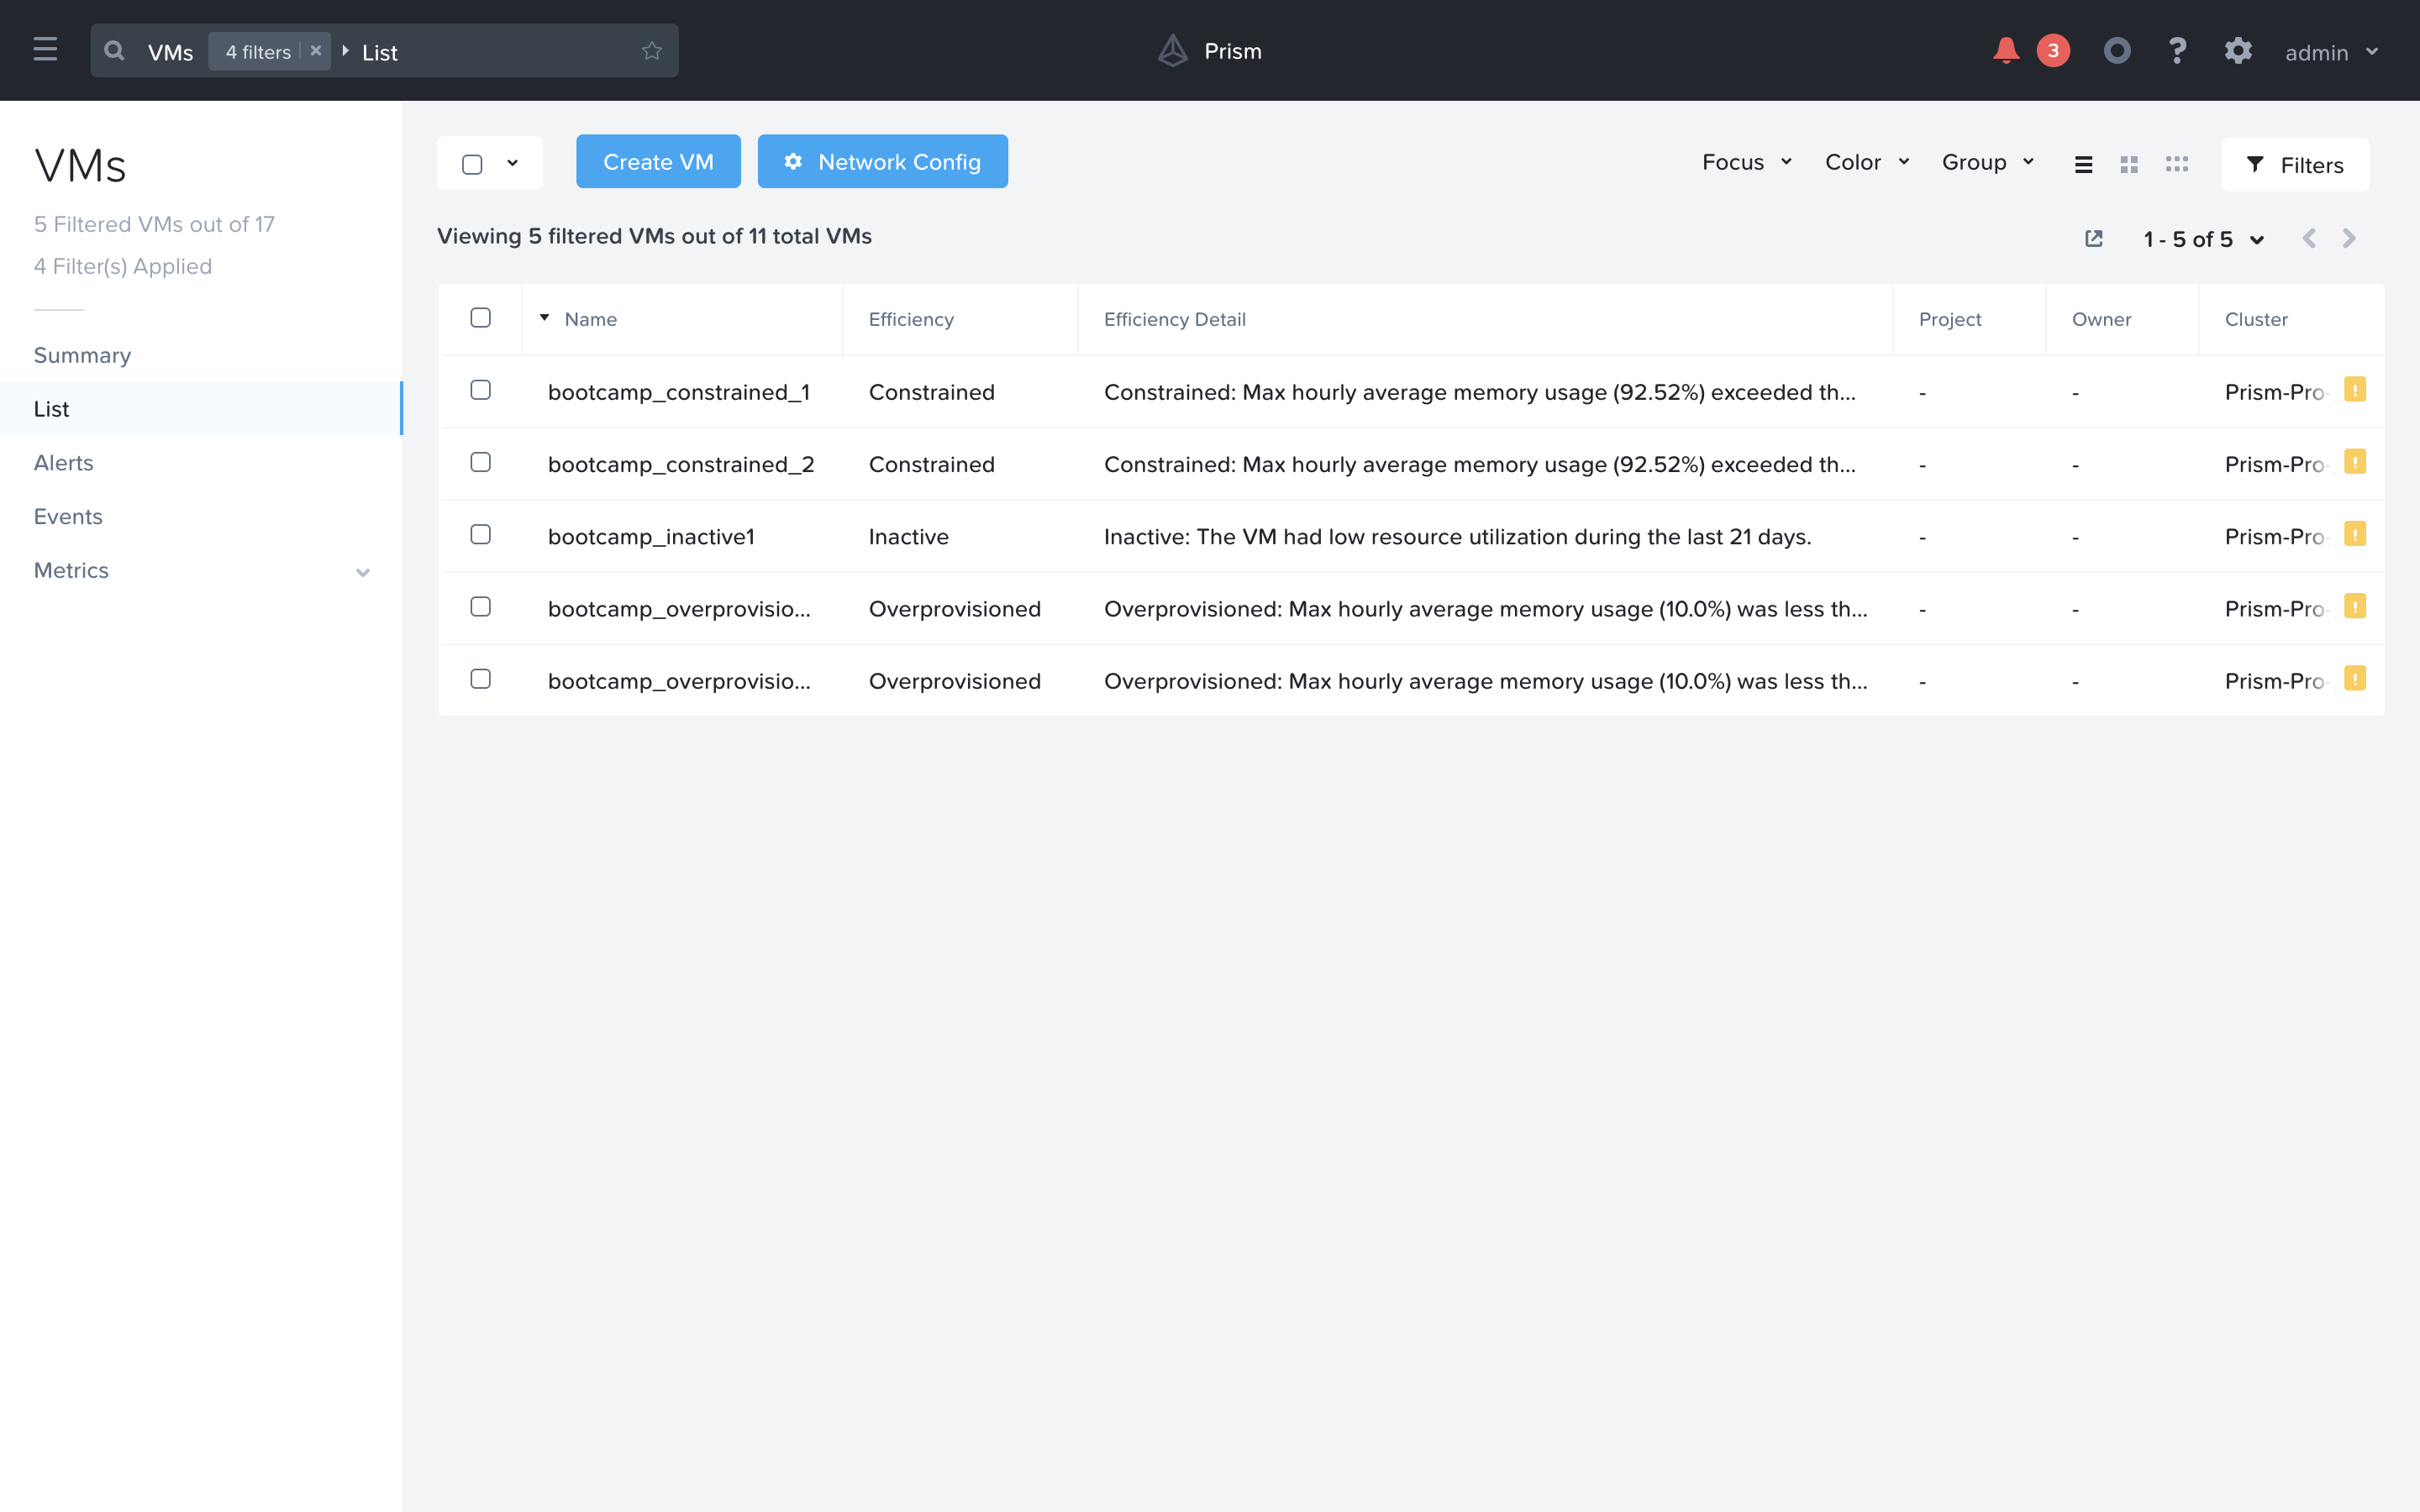 VMs 4 filters × List
Prism
3 ? admin
VMs
5 Filtered VMs out of 17
4 Filter(s) Applied
Summary
List
Alerts
Events
Metrics
Create VM Network Config
Focus Color Group Filters
Viewing 5 filtered VMs out of 11 total VMs
1 - 5 of 5
Name Efficiency Efficiency Detail Project Owner Cluster
bootcamp_constrained_1 Constrained Constrained: Max hourly average memory usage (92.52%) exceeded th... - - Prism-Pro- !
bootcamp_constrained_2 Constrained Constrained: Max hourly average memory usage (92.52%) exceeded th... - - Prism-Pro- !
bootcamp_inactive1 Inactive Inactive: The VM had low resource utilization during the last 21 days. - - Prism-Pro- !
bootcamp_overprovisio... Overprovisioned Overprovisioned: Max hourly average memory usage (10.0%) was less th... - - Prism-Pro- !
bootcamp_overprovisio... Overprovisioned Overprovisioned: Max hourly average memory usage (10.0%) was less th... - - Prism-Pro- !